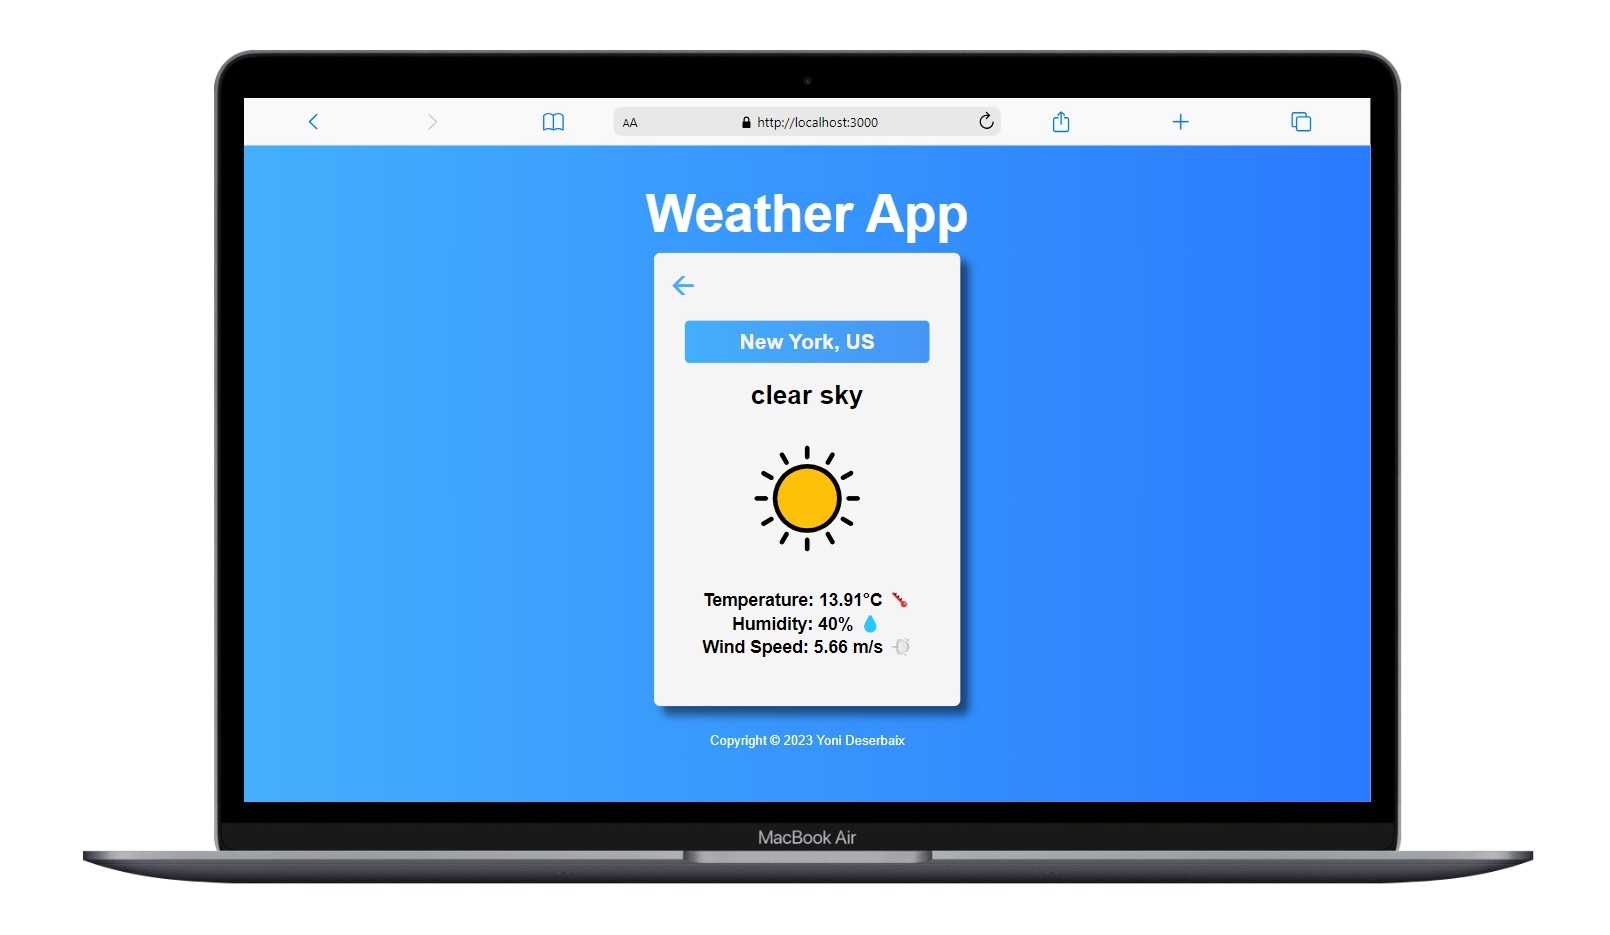 AA
http://localhost:3000
Weather App
New York, US
clear sky
Temperature: 13.91°C
Humidity: 40%
Wind Speed: 5.66 m/s
Copyright © 2023 Yoni Deserbaix
MacBook Air